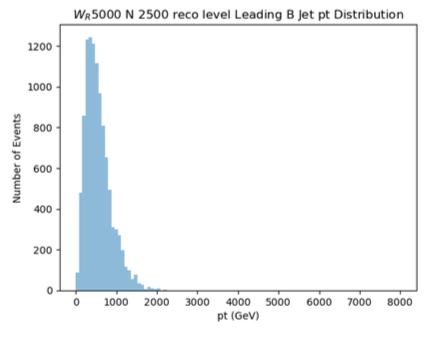 W_R5000 N 2500 reco level Leading B Jet pt Distribution
Number of Events
1200
1000
800
600
400
200
0
0 1000 2000 3000 4000 5000 6000 7000 8000
pt (GeV)